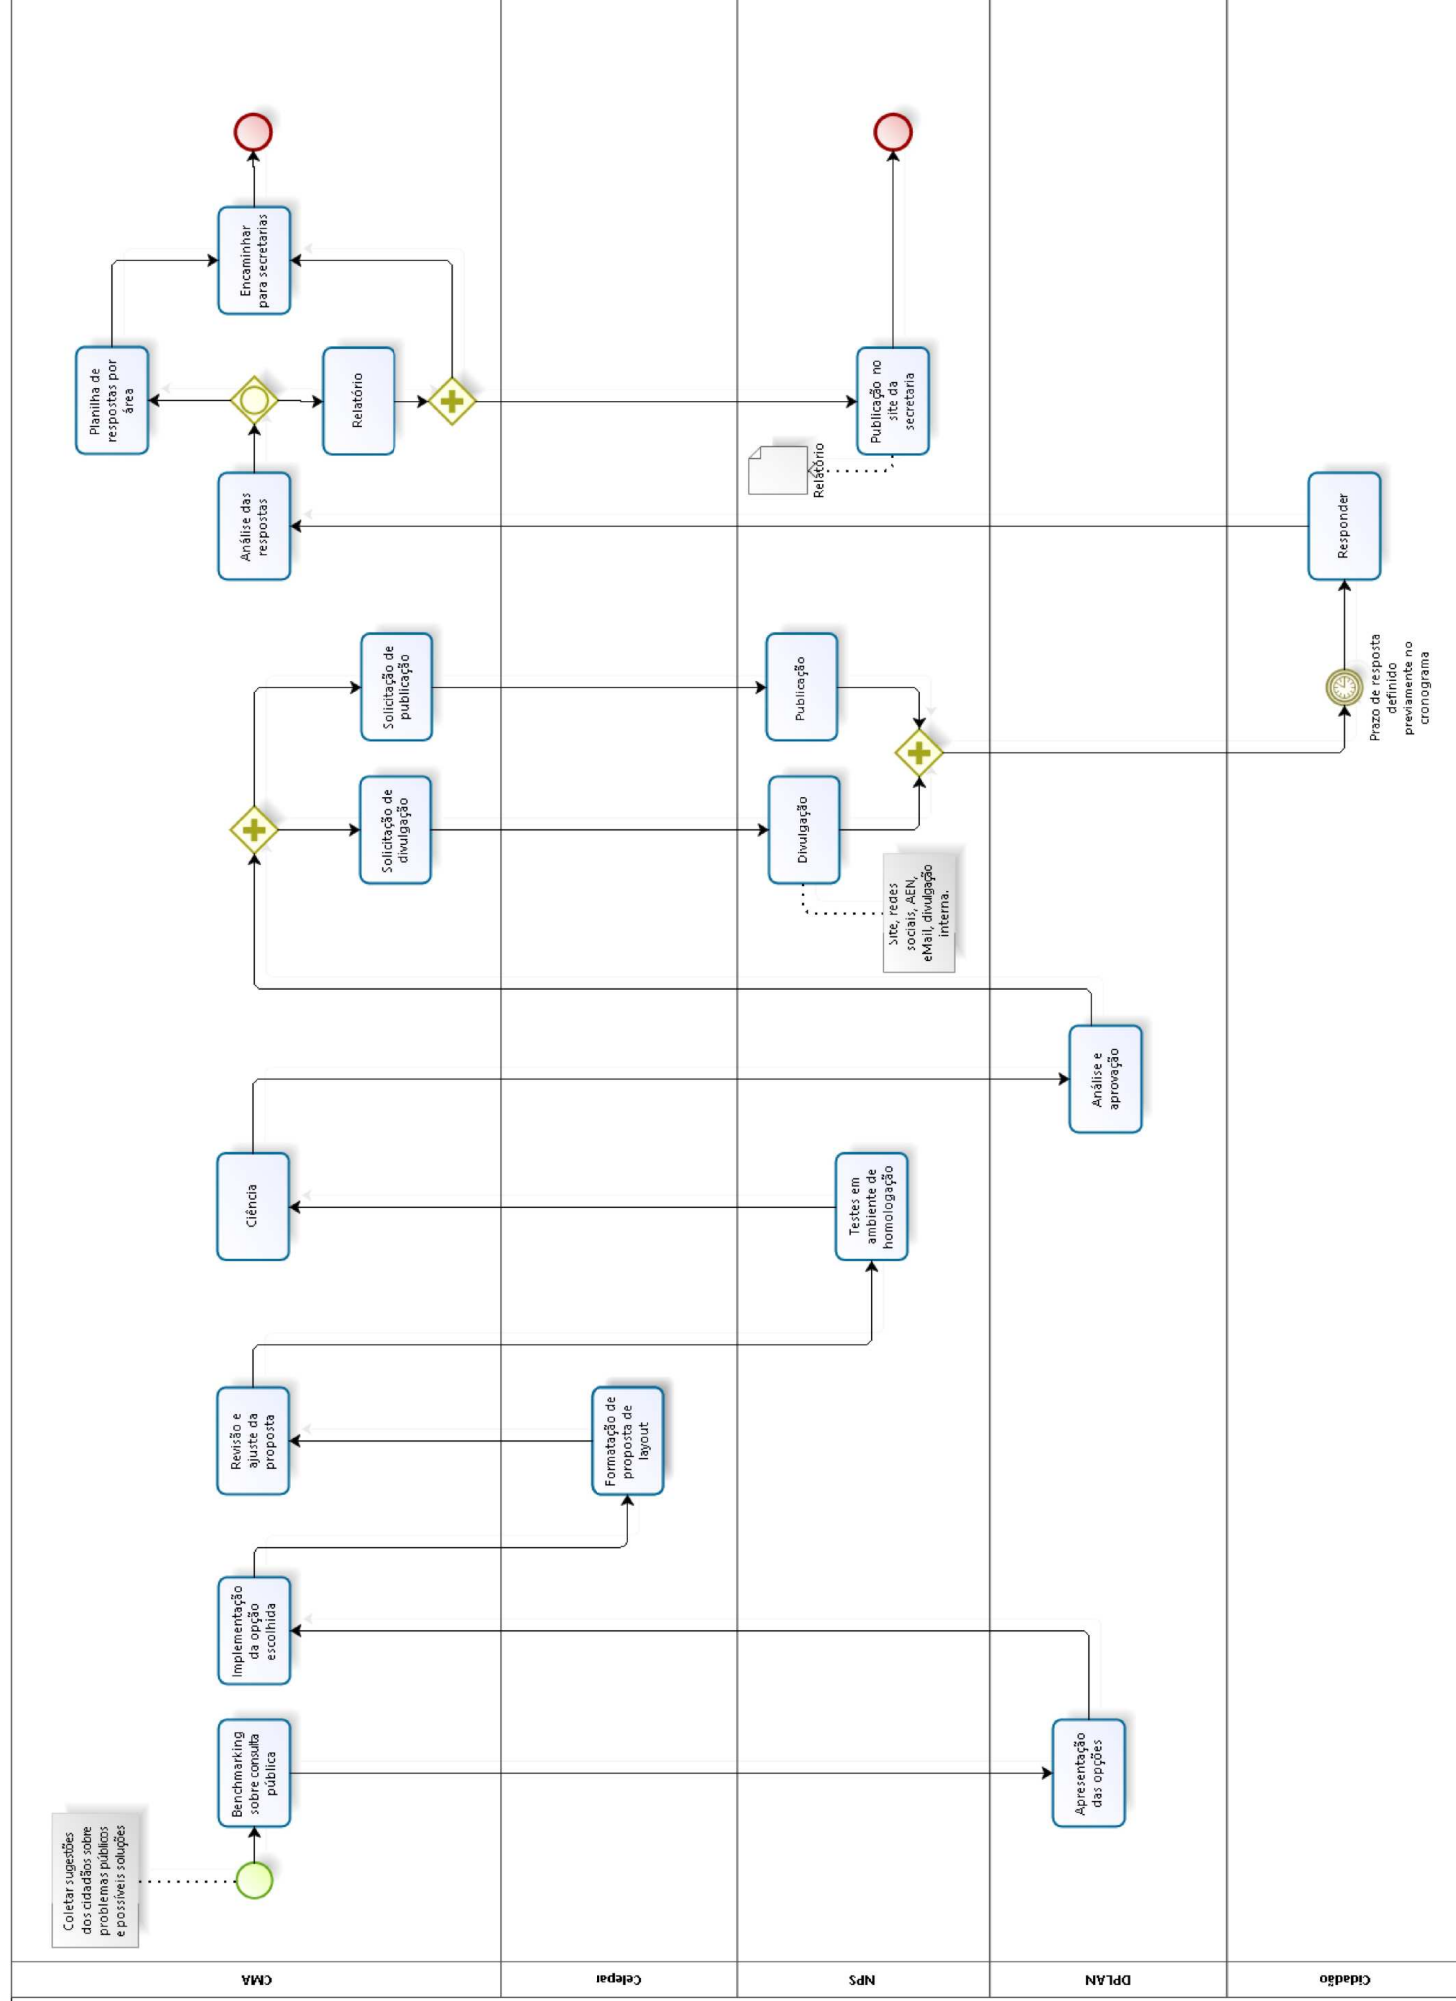 CMA
Celepar
NPS
DPLAN
Cidadão
Coletar sugestões
dos cidadãos sobre
problemas públicos
e possíveis soluções
Benchmarking
sobre consulta
pública
Apresentação
das opções
Implementação
da opção
escolhida
Formatação de
proposta de
layout
Revisão e
ajuste da
proposta
Testes em
ambiente de
homologação
Ciência
Análise e
aprovação
Solicitação de
divulgação
Solicitação de
publicação
Divulgação
Site, redes
sociais, AEN,
eMail, divulgação
interna.
Publicação
Prazo de resposta
definido
previamente no
cronograma
Responder
Análise das
respostas
Planilha de
respostas por
área
Relatório
Encaminhar
para secretarias
Publicação no
site da
secretaria
Relatório